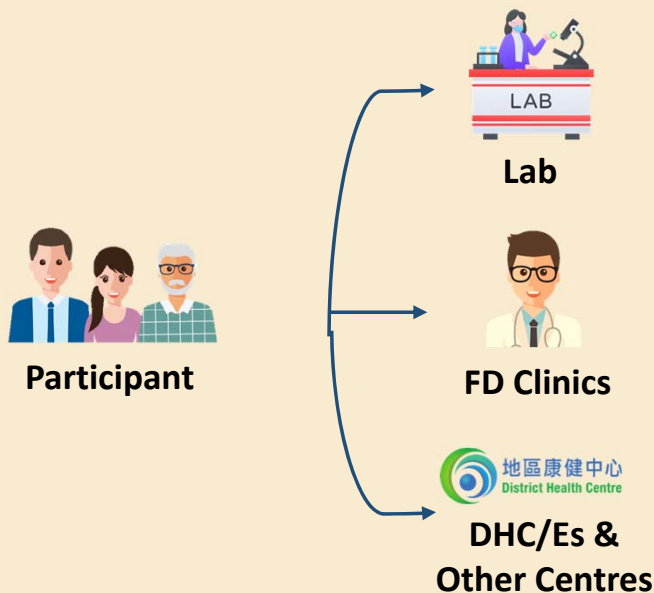 LAB
Lab
Participant
FD Clinics
地區康健中心
District Health Centre
DHC/Es &
Other Centres